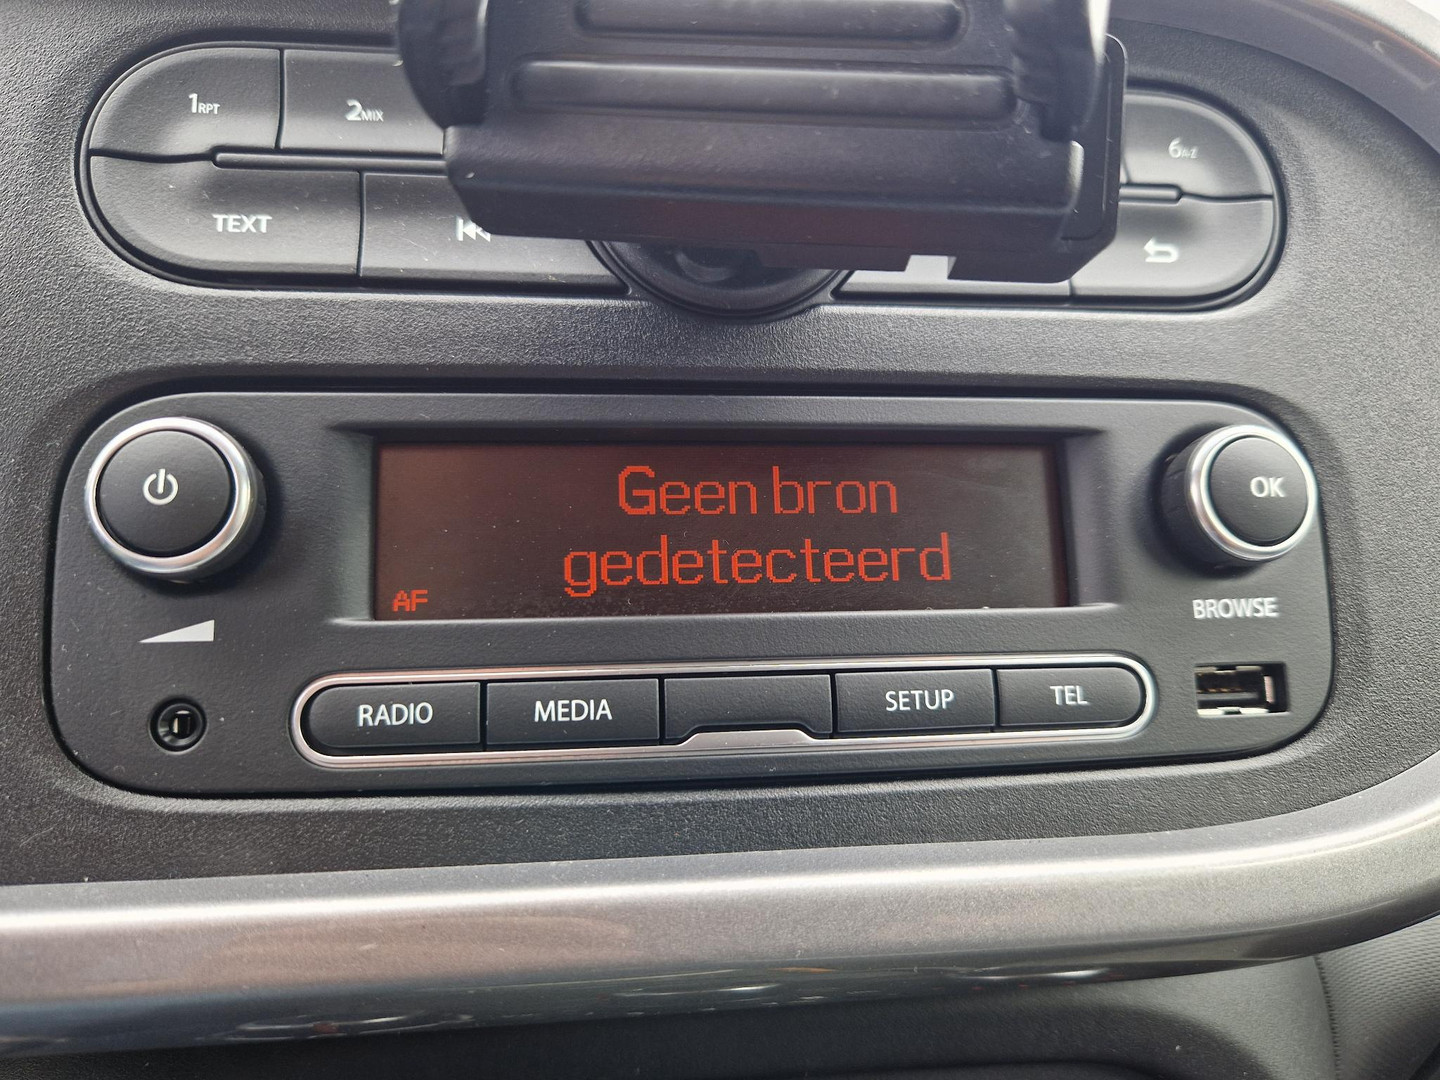 1RPT
2MIX
6A-Z
TEXT
Geen bron
gedetecteerd
AF
OK
BROWSE
RADIO
MEDIA
SETUP
TEL